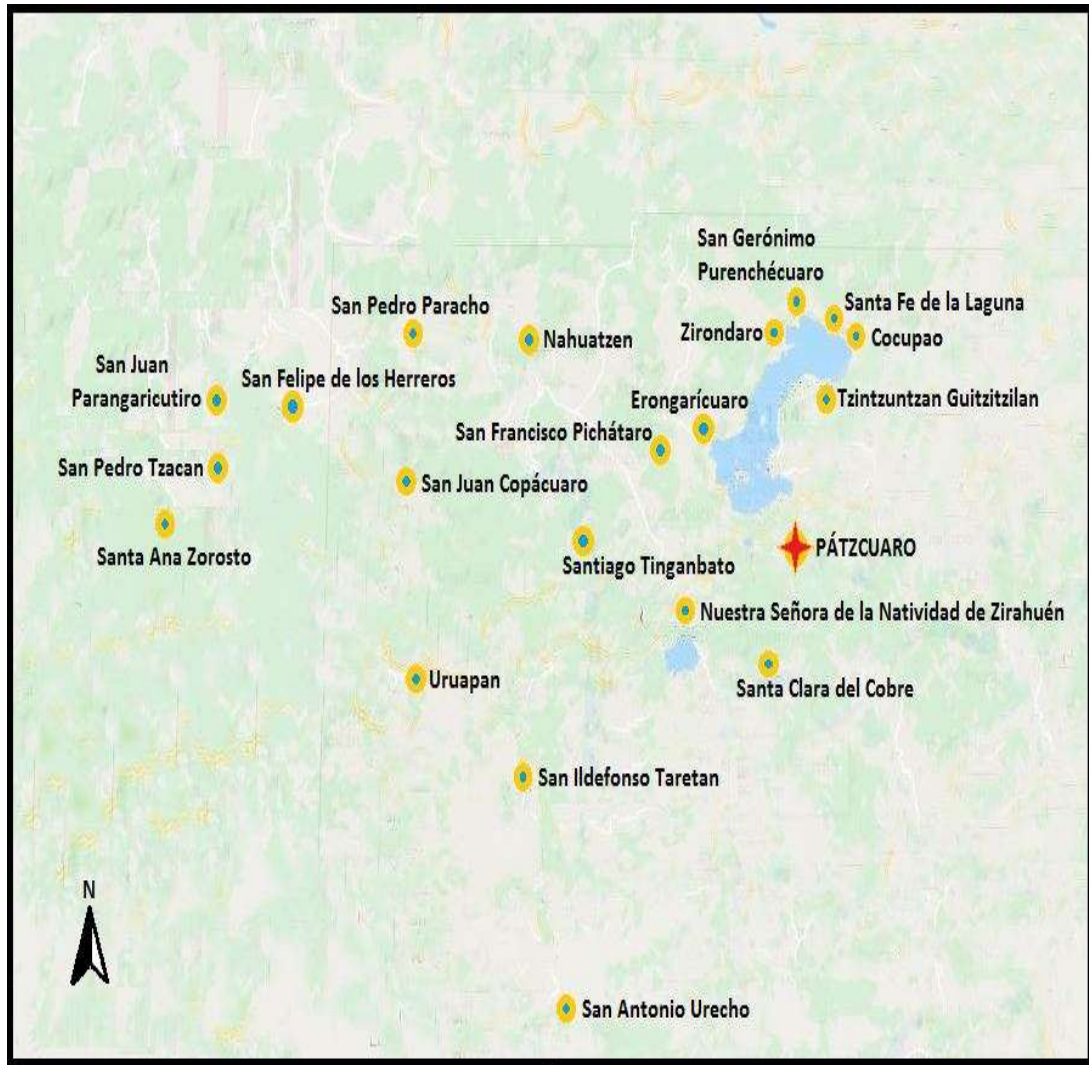 San Gerónimo
Purenchécuaro
Santa Fe de la Laguna
San Pedro Paracho
Nahuatzen
Zirondaro
Cocupao
San Juan
Parangaricutiro
San Felipe de los Herreros
Erongarícuaro
Tzintzuntzan Guitzitzilan
San Francisco Pichátaro
San Pedro Tzacan
San Juan Copácuaro
Santa Ana Zorosto
Santiago Tinganbato
PÁTZCUARO
Nuestra Señora de la Natividad de Zirahuén
Uruapan
Santa Clara del Cobre
San Ildefonso Taretan
N
San Antonio Urecho